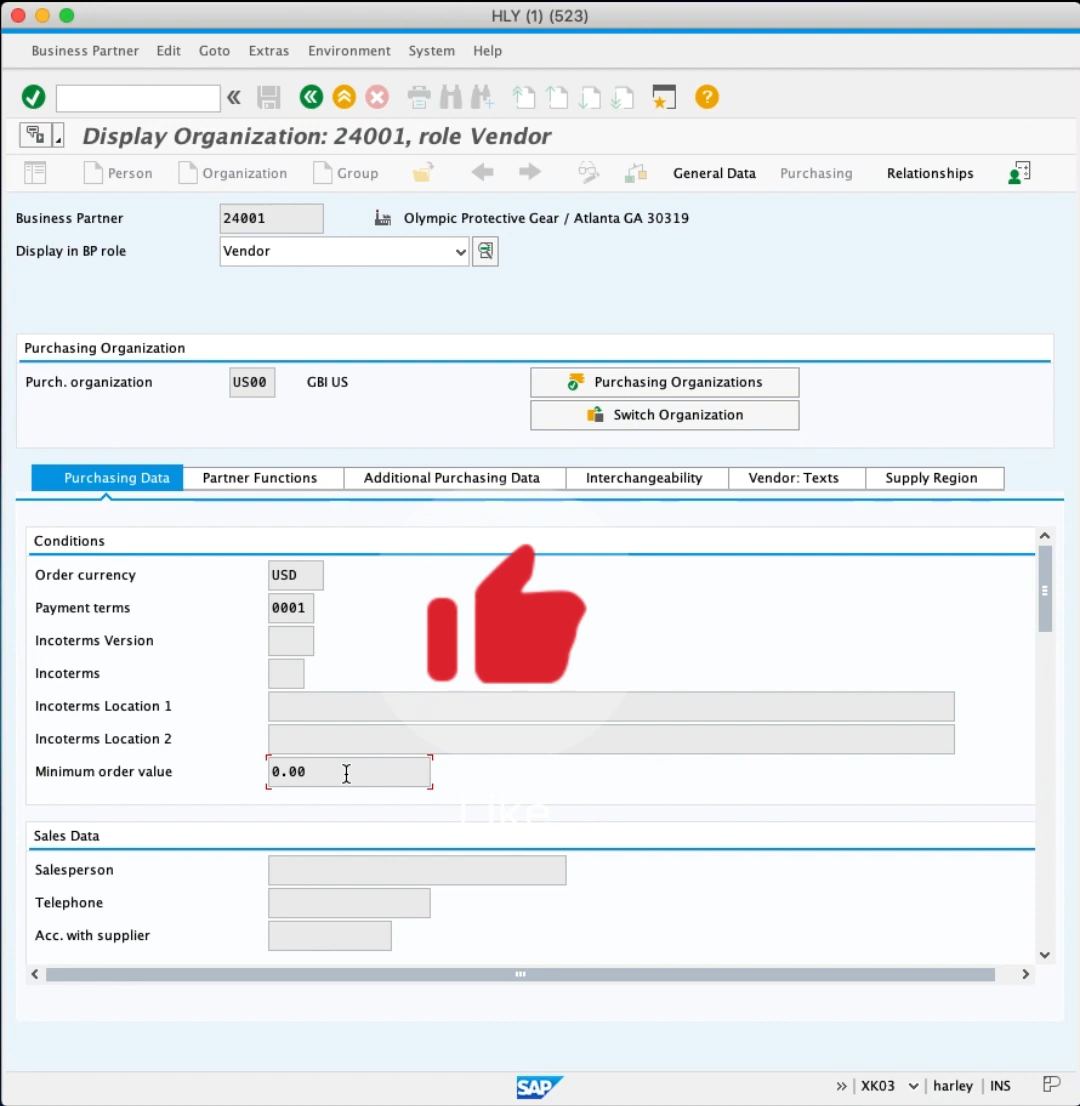 HLY (1) (523)
Business Partner Edit Goto Extras Environment System Help
Display Organization: 24001, role Vendor
Person Organization Group General Data Purchasing Relationships
Business Partner 24001 Olympic Protective Gear / Atlanta GA 30319
Display in BP role Vendor
Purchasing Organization
Purch. organization US00 GBI US Purchasing Organizations
Switch Organization
Purchasing Data Partner Functions Additional Purchasing Data Interchangeability Vendor: Texts Supply Region
Conditions
Order currency USD
Payment terms 0001
Incoterms Version
Incoterms
Incoterms Location 1
Incoterms Location 2
Minimum order value 0.00
Like
Sales Data
Salesperson
Telephone
Acc. with supplier
SAP XK03 harley INS